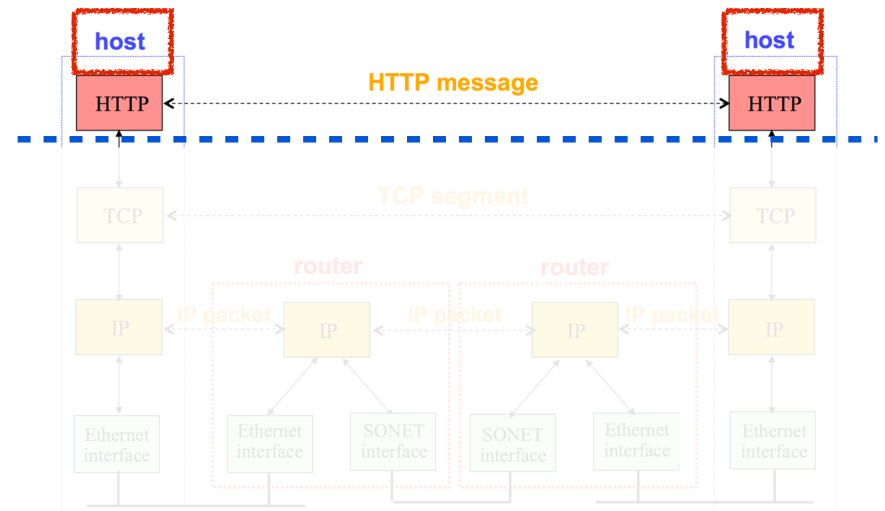 host
host
HTTP message
HTTP
HTTP
TCP segment
TCP
TCP
router
router
IP packet
IP packet
IP packet
IP
IP
IP
IP
Ethernet
interface
Ethernet
interface
SONET
interface
SONET
interface
Ethernet
interface
Ethernet
interface